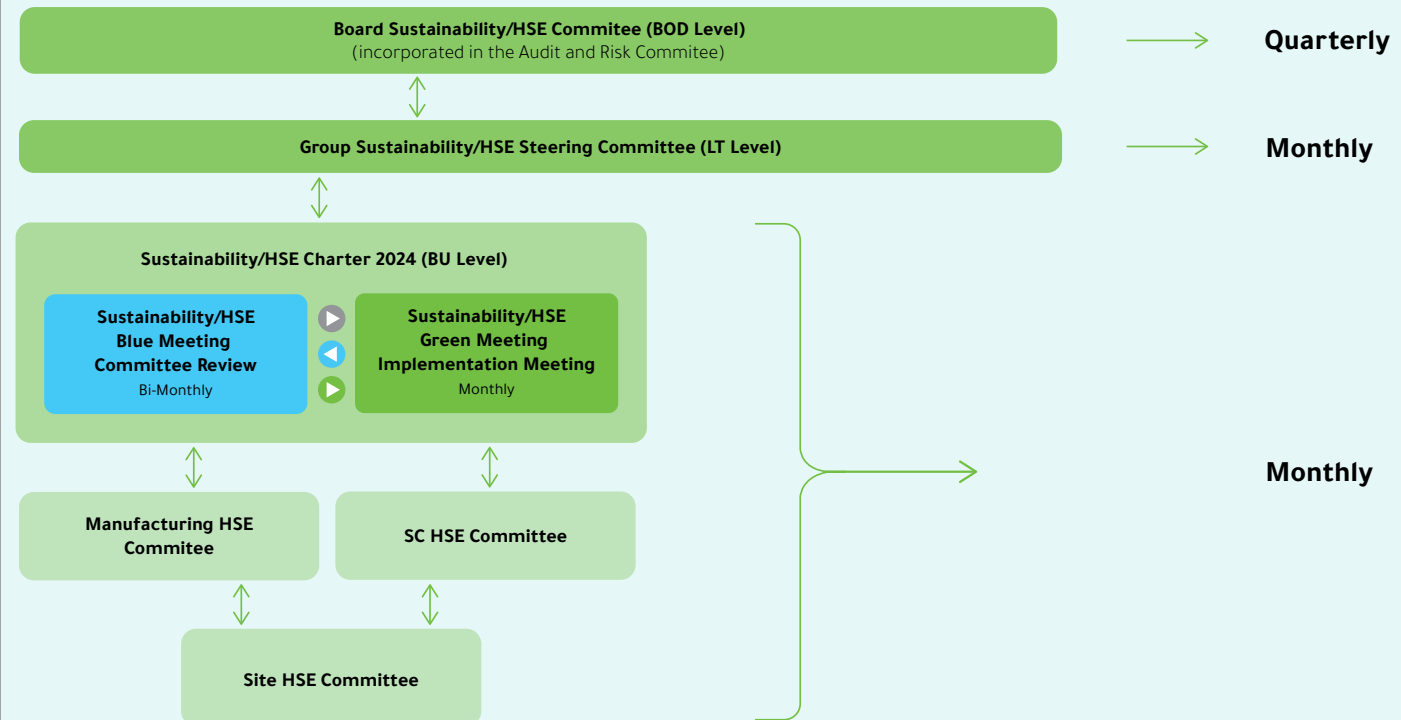 Board Sustainability/HSE Commitee (BOD Level)
(incorporated in the Audit and Risk Commitee)
Quarterly
Group Sustainability/HSE Steering Committee (LT Level)
Monthly
Sustainability/HSE Charter 2024 (BU Level)
Sustainability/HSE
Blue Meeting
Committee Review
Bi-Monthly
Sustainability/HSE
Green Meeting
Implementation Meeting
Monthly
Monthly
Manufacturing HSE
Commitee
SC HSE Committee
Site HSE Committee